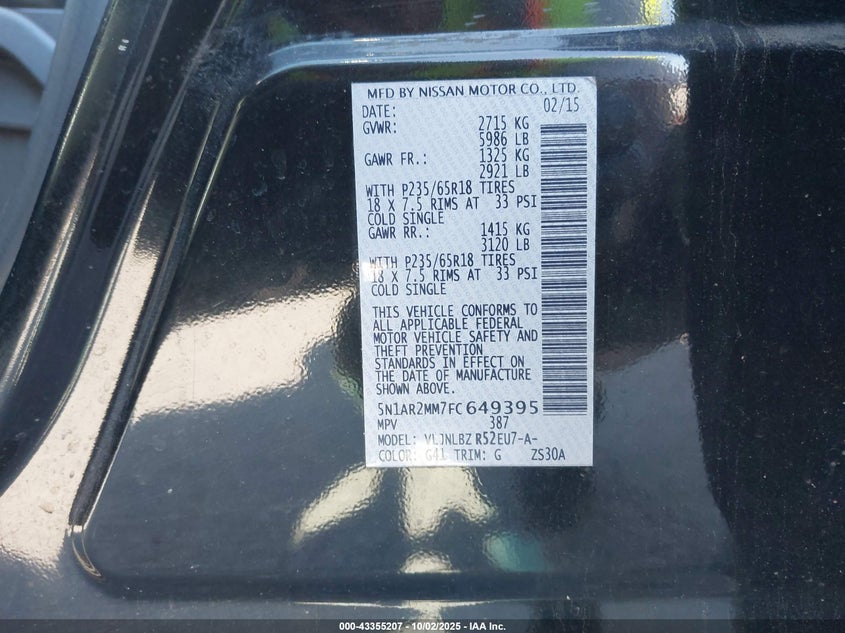 MFD BY NISSAN MOTOR CO., LTD.
DATE: 02/15
GVWR: 2715 KG
5986 LB
GAWR FR.: 1325 KG
2921 LB
WITH P235/65R18 TIRES
18 X 7.5 RIMS AT 33 PSI
COLD SINGLE
GAWR RR.: 1415 KG
3120 LB
WITH P235/65R18 TIRES
18 X 7.5 RIMS AT 33 PSI
COLD SINGLE
THIS VEHICLE CONFORMS TO
ALL APPLICABLE FEDERAL
MOTOR VEHICLE SAFETY AND
THEFT PREVENTION
STANDARDS IN EFFECT ON
THE DATE OF MANUFACTURE
SHOWN ABOVE.
5N1AR2MM7FC649395
MPV 387
MODEL: VLJNLBZ R52EU7-A-
COLOR: G41 TRIM: G ZS30A
000-43355207 - 10/02/2025 - IAA Inc.